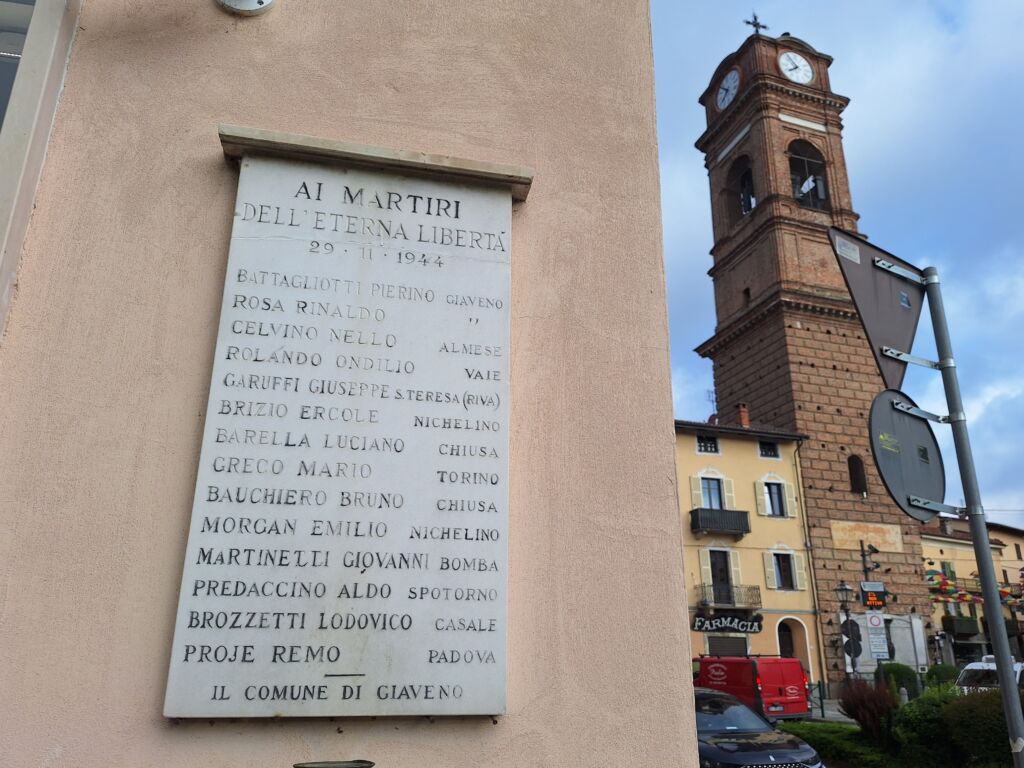 AI MARTIRI
DELL'ETERNA LIBERTÁ
29 · 11 · 1944
BATTAGLIOTTI PIERINO GIAVENO
ROSA RINALDO "
CELVINO NELLO ALMESE
ROLANDO ONDILIO VAIE
GARUFFI GIUSEPPE S. TERESA (RIVA)
BRIZIO ERCOLE NICHELINO
BARELLA LUCIANO CHIUSA
GRECO MARIO TORINO
BAUCHIERO BRUNO CHIUSA
MORGAN EMILIO NICHELINO
MARTINELLI GIOVANNI BOMBA
PREDACCINO ALDO SPOTORNO
BROZZETTI LODOVICO CASALE
PROJE REMO PADOVA
IL COMUNE DI GIAVENO
FARMACIA